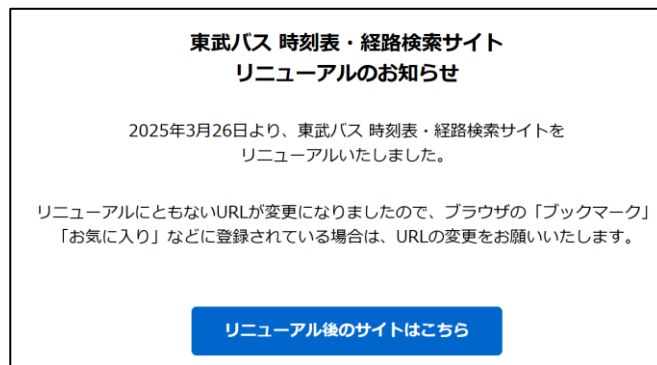 東武バス 時刻表・経路検索サイト
リニューアルのお知らせ
2025年3月26日より、東武バス 時刻表・経路検索サイトを
リニューアルいたしました。
リニューアルにともないURLが変更になりましたので、ブラウザの「ブックマーク」
「お気に入り」などに登録されている場合は、URLの変更をお願いいたします。
リニューアル後のサイトはこちら